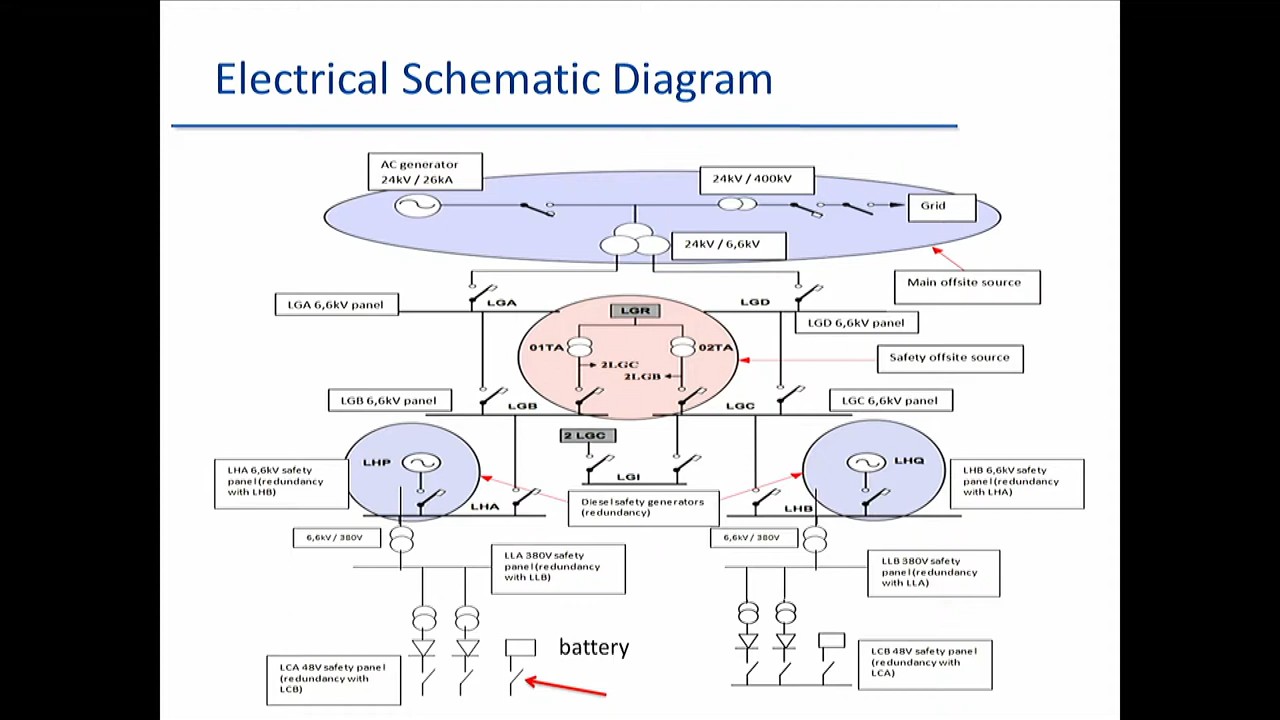 Electrical Schematic Diagram
AC generator
24kV / 26kA
24kV / 400kV
Grid
24kV / 6,6kV
Main offsite source
LGA 6,6kV panel
LGA
LGD
LGD 6,6kV panel
LGR
01TA
02TA
2LGC
2LGB
Safety offsite source
LGB 6,6kV panel
LGB
LGC
LGC 6,6kV panel
2 LGC
LGI
LHP
LHQ
LHA 6,6kV safety
panel (redundancy
with LHB)
LHB 6,6kV safety
panel (redundancy
with LHA)
Diesel safety generators
(redundancy)
LHA
LHB
6,6kV / 380V
6,6kV / 380V
LLA 380V safety
panel (redundancy
with LLB)
LLB 380V safety
panel (redundancy
with LLA)
battery
LCA 48V safety panel
(redundancy with
LCB)
LCB 48V safety panel
(redundancy with
LCA)